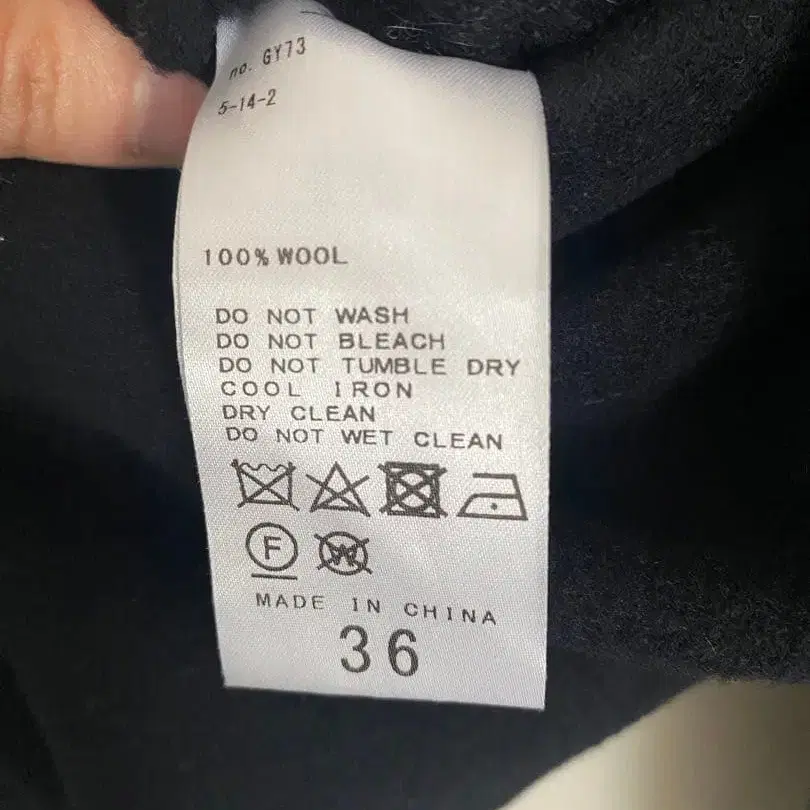 no. GY73
5-14-2
100% WOOL
DO NOT WASH
DO NOT BLEACH
DO NOT TUMBLE DRY
COOL IRON
DRY CLEAN
DO NOT WET CLEAN
F W
MADE IN CHINA
36